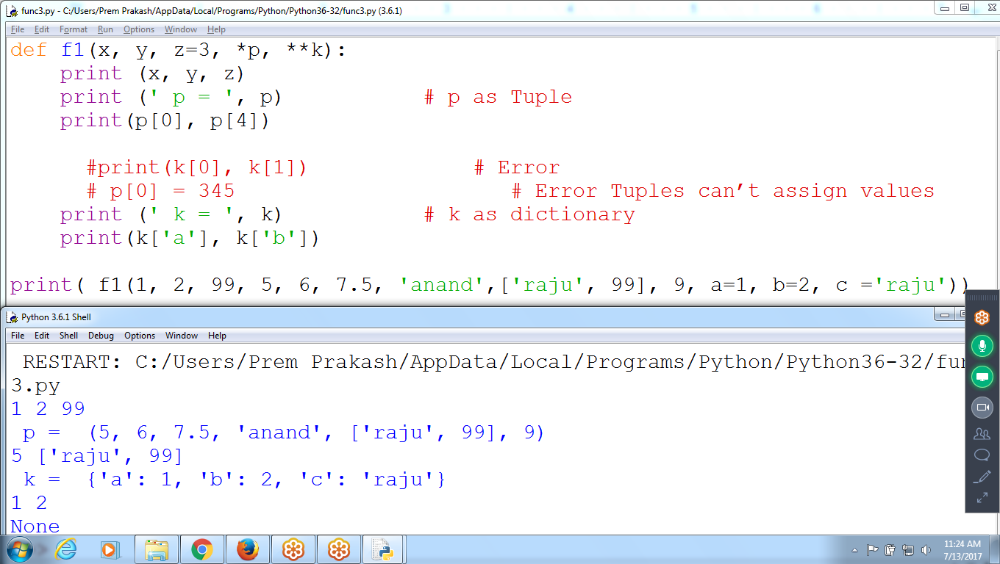 func3.py - C:/Users/Prem Prakash/AppData/Local/Programs/Python/Python36-32/func3.py (3.6.1)
File Edit Format Run Options Window Help
def f1(x, y, z=3, *p, **k):
    print (x, y, z)
    print (' p = ', p)           # p as Tuple
    print(p[0], p[4])
      #print(k[0], k[1])             # Error
      # p[0] = 345                      # Error Tuples can’t assign values
    print (' k = ', k)           # k as dictionary
    print(k['a'], k['b'])
print( f1(1, 2, 99, 5, 6, 7.5, 'anand',['raju', 99], 9, a=1, b=2, c ='raju'))
Python 3.6.1 Shell
File Edit Shell Debug Options Window Help
 RESTART: C:/Users/Prem Prakash/AppData/Local/Programs/Python/Python36-32/func
3.py
1 2 99
 p =  (5, 6, 7.5, 'anand', ['raju', 99], 9)
5 ['raju', 99]
 k =  {'a': 1, 'b': 2, 'c': 'raju'}
1 2
None
11:24 AM
7/13/2017